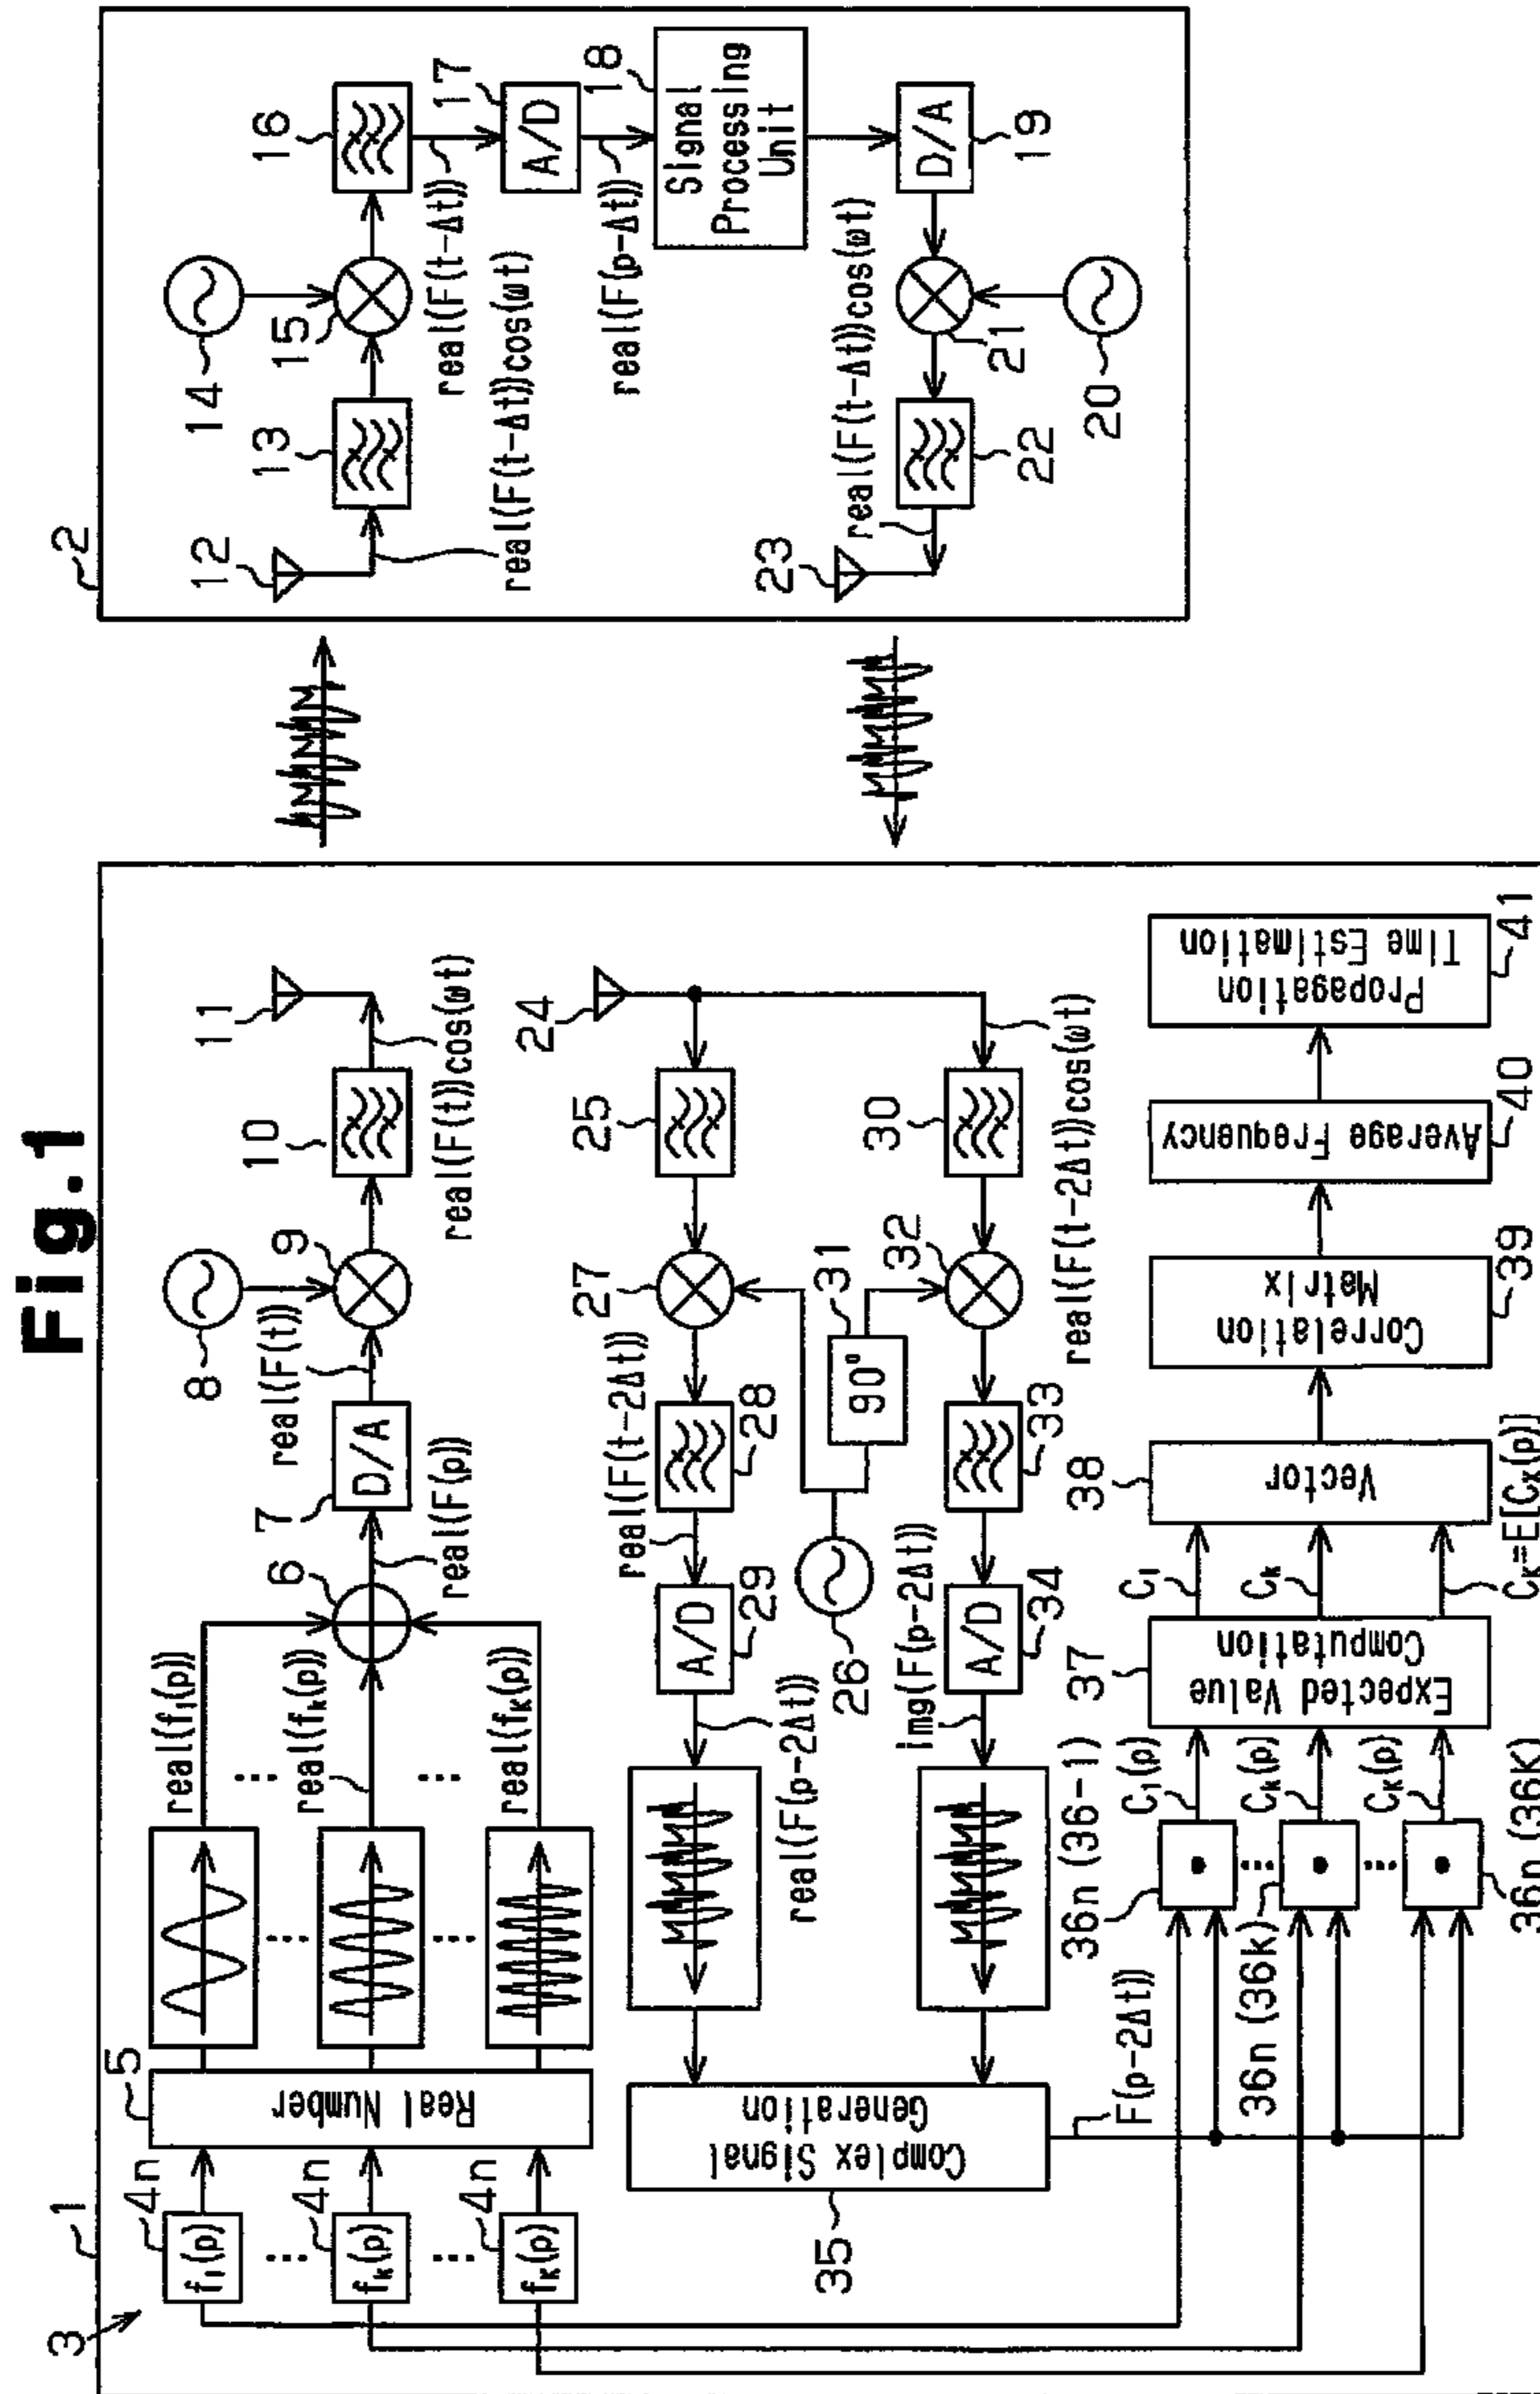 Fig.1
3
1
4n
f1(p)
4n
fk(p)
4n
fK(p)
5
Real Number
real(f1(p))
real(fk(p))
real(fK(p))
6
real(F(p))
7
D/A
real(F(t))
8
9
10
real(F(t))cos(ωt)
11
2
12
real(F(t-Δt))cos(ωt)
13
14
15
16
real(F(t-Δt))
17
A/D
real(F(p-Δt))
18
Signal
Processing
Unit
D/A
19
20
21
real(F(t-Δt))cos(ωt)
22
23
24
real(F(t-2Δt))cos(ωt)
25
26
27
real(F(t-2Δt))
28
A/D
29
real(F(p-2Δt))
30
31
90°
32
33
A/D
34
img(F(p-2Δt))
35
Complex Signal
Generation
F(p-2Δt))
36n (36-1)
36n (36k)
36n (36K)
C1(p)
Ck(p)
CK(p)
37
Expected Value
Computation
C1
Ck
CK=E[CK(p)]
38
Vector
Correlation
Matrix
39
Average Frequency
40
Propagation
Time Estimation
41